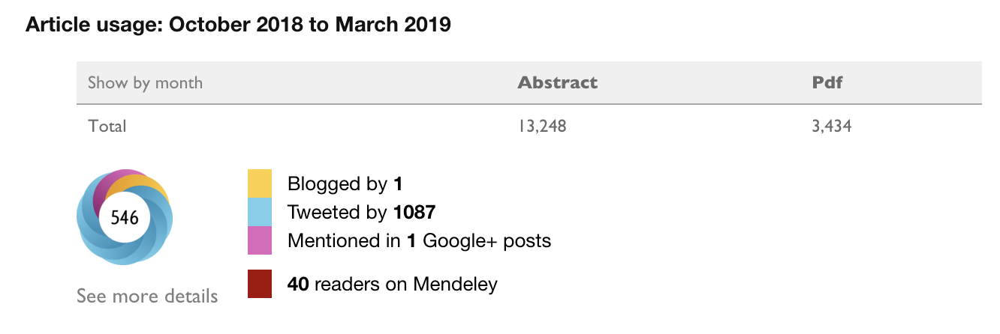 Article usage: October 2018 to March 2019
Show by month Abstract Pdf
Total 13,248 3,434
546
Blogged by 1
Tweeted by 1087
Mentioned in 1 Google+ posts
40 readers on Mendeley
See more details